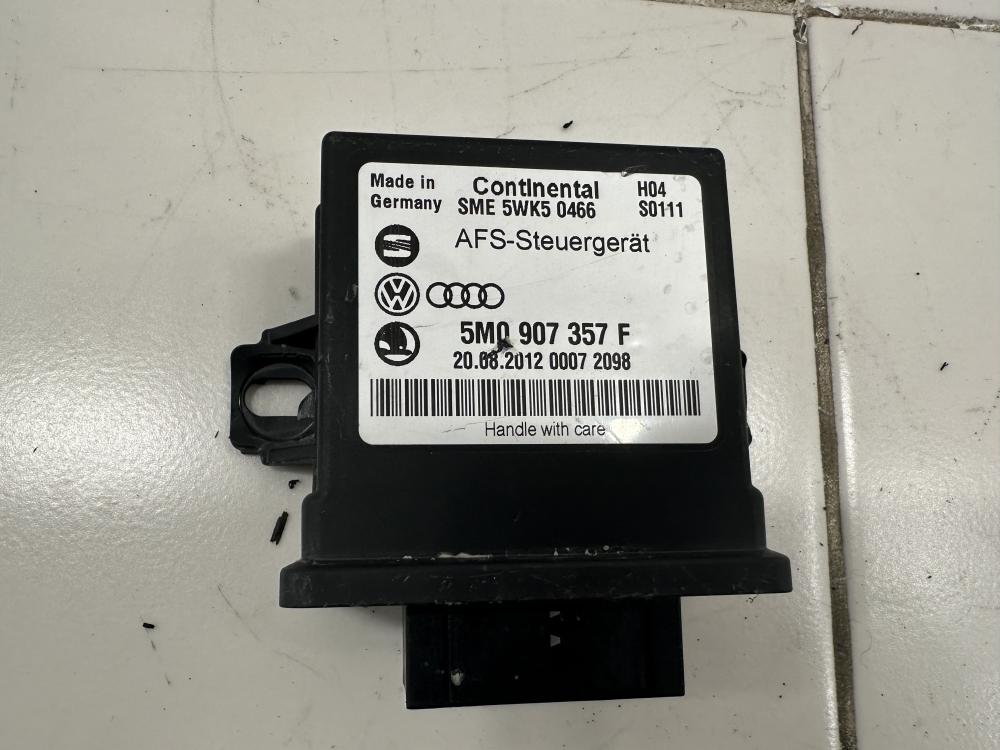 Made in
Germany
Continental
SME 5WK5 0466
H04
S0111
AFS-Steuergerät
5M0 907 357 F
20.08.2012 0007 2098
Handle with care